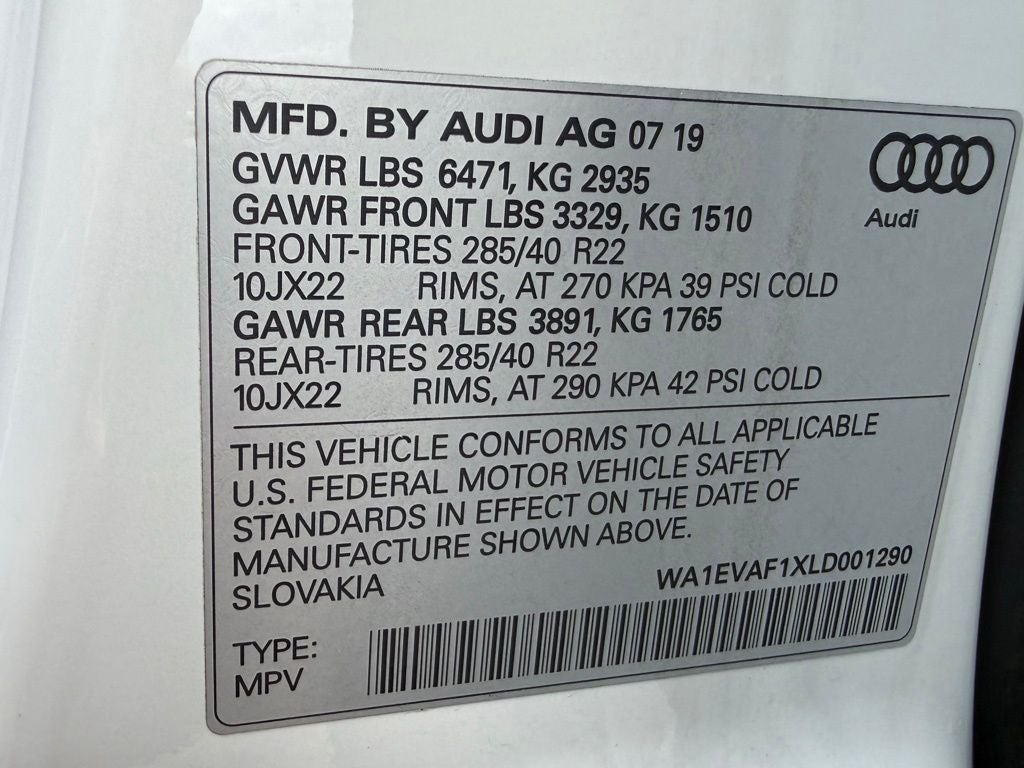 MFD. BY AUDI AG 07 19
GVWR LBS 6471, KG 2935
GAWR FRONT LBS 3329, KG 1510
FRONT-TIRES 285/40 R22
10JX22 RIMS, AT 270 KPA 39 PSI COLD
GAWR REAR LBS 3891, KG 1765
REAR-TIRES 285/40 R22
10JX22 RIMS, AT 290 KPA 42 PSI COLD
Audi
THIS VEHICLE CONFORMS TO ALL APPLICABLE
U.S. FEDERAL MOTOR VEHICLE SAFETY
STANDARDS IN EFFECT ON THE DATE OF
MANUFACTURE SHOWN ABOVE.
SLOVAKIA
WA1EVAF1XLD001290
TYPE:
MPV